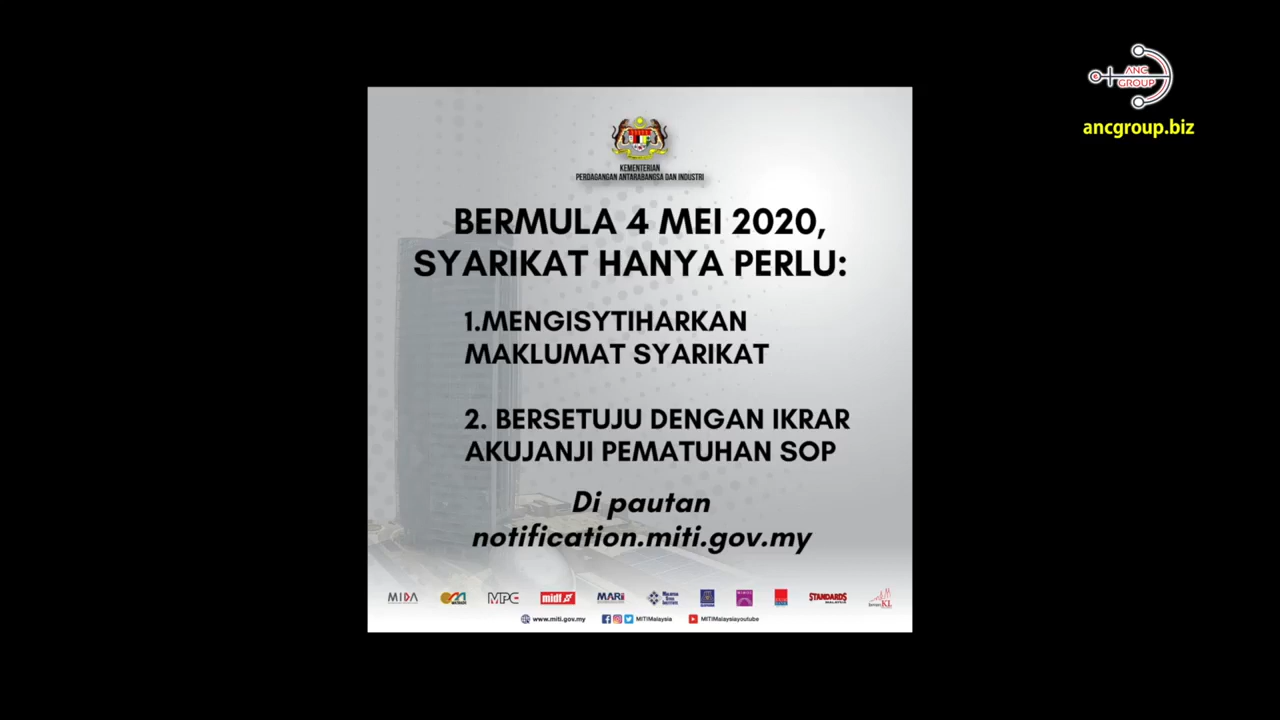 ANC
GROUP
ancgroup.biz
KEMENTERIAN
PERDAGANGAN ANTARABANGSA DAN INDUSTRI
BERMULA 4 MEI 2020,
SYARIKAT HANYA PERLU:
1.MENGISYTIHARKAN
MAKLUMAT SYARIKAT
2. BERSETUJU DENGAN IKRAR
AKUJANJI PEMATUHAN SOP
Di pautan
notification.miti.gov.my
MIDA MPC midf MARii STANDARDS
www.miti.gov.my MITIMalaysia MITIMalaysiayoutube